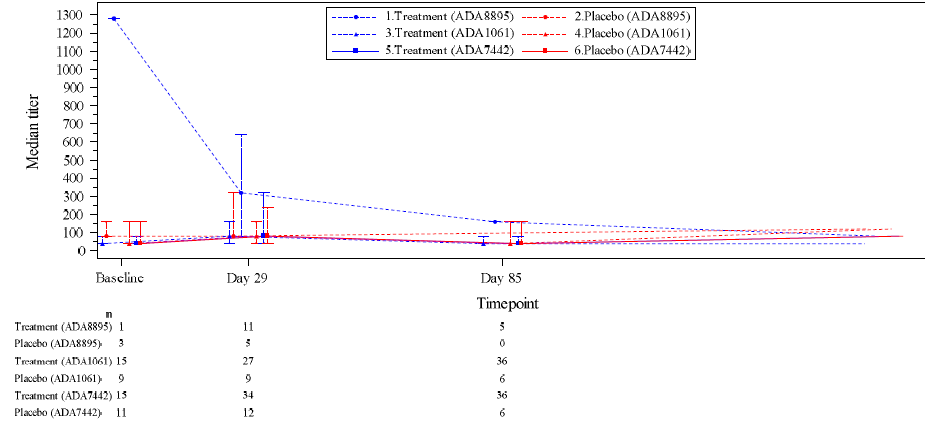 1300
1200
1100
1000
900
800
700
600
500
400
300
200
100
0
Median titer
1.Treatment (ADA8895) 2.Placebo (ADA8895)
3.Treatment (ADA1061) 4.Placebo (ADA1061)
5.Treatment (ADA7442) 6.Placebo (ADA7442)
Baseline Day 29 Day 85
Timepoint
n
Treatment (ADA8895) 1 11 5
Placebo (ADA8895) 3 5 0
Treatment (ADA1061) 15 27 36
Placebo (ADA1061) 9 9 6
Treatment (ADA7442) 15 34 36
Placebo (ADA7442) 11 12 6